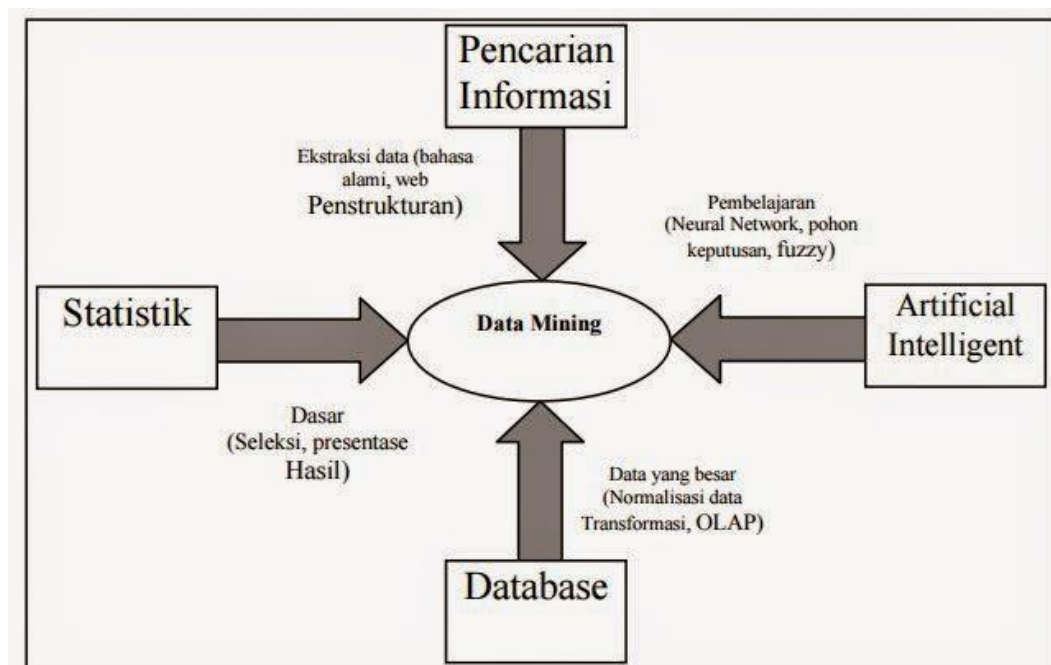 Pencarian
Informasi
Ekstraksi data (bahasa
alami, web
Penstrukturan)
Pembelajaran
(Neural Network, pohon
keputusan, fuzzy)
Statistik
Data Mining
Artificial
Intelligent
Dasar
(Seleksi, presentase
Hasil)
Data yang besar
(Normalisasi data
Transformasi, OLAP)
Database